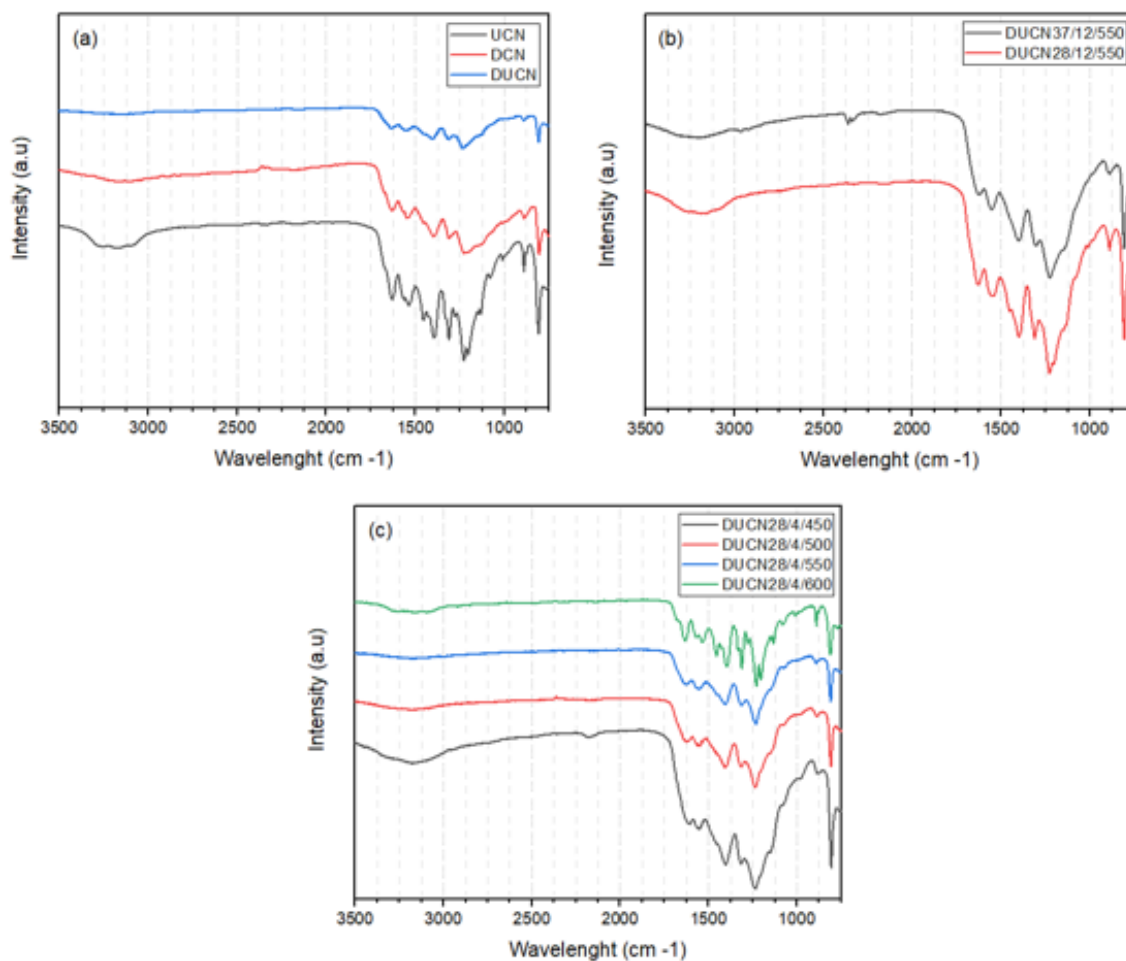 (a)
UCN
DCN
DUCN
Intensity (a.u)
3500 3000 2500 2000 1500 1000
Wavelenght (cm -1)
(b)
DUCN37/12/550
DUCN28/12/550
Intensity (a.u)
3500 3000 2500 2000 1500 1000
Wavelenght (cm -1)
(c)
DUCN28/4/450
DUCN28/4/500
DUCN28/4/550
DUCN28/4/600
Intensity (a.u)
3500 3000 2500 2000 1500 1000
Wavelenght (cm -1)